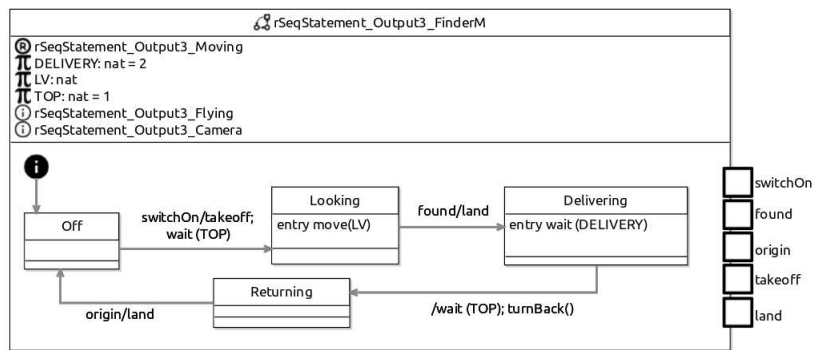 rSeqStatement_Output3_FinderM
R rSeqStatement_Output3_Moving
π DELIVERY: nat = 2
π LV: nat
π TOP: nat = 1
i rSeqStatement_Output3_Flying
i rSeqStatement_Output3_Camera
i
Off
switchOn/takeoff;
wait (TOP)
Looking
entry move(LV)
found/land
Delivering
entry wait (DELIVERY)
/wait (TOP); turnBack()
Returning
origin/land
switchOn
found
origin
takeoff
land